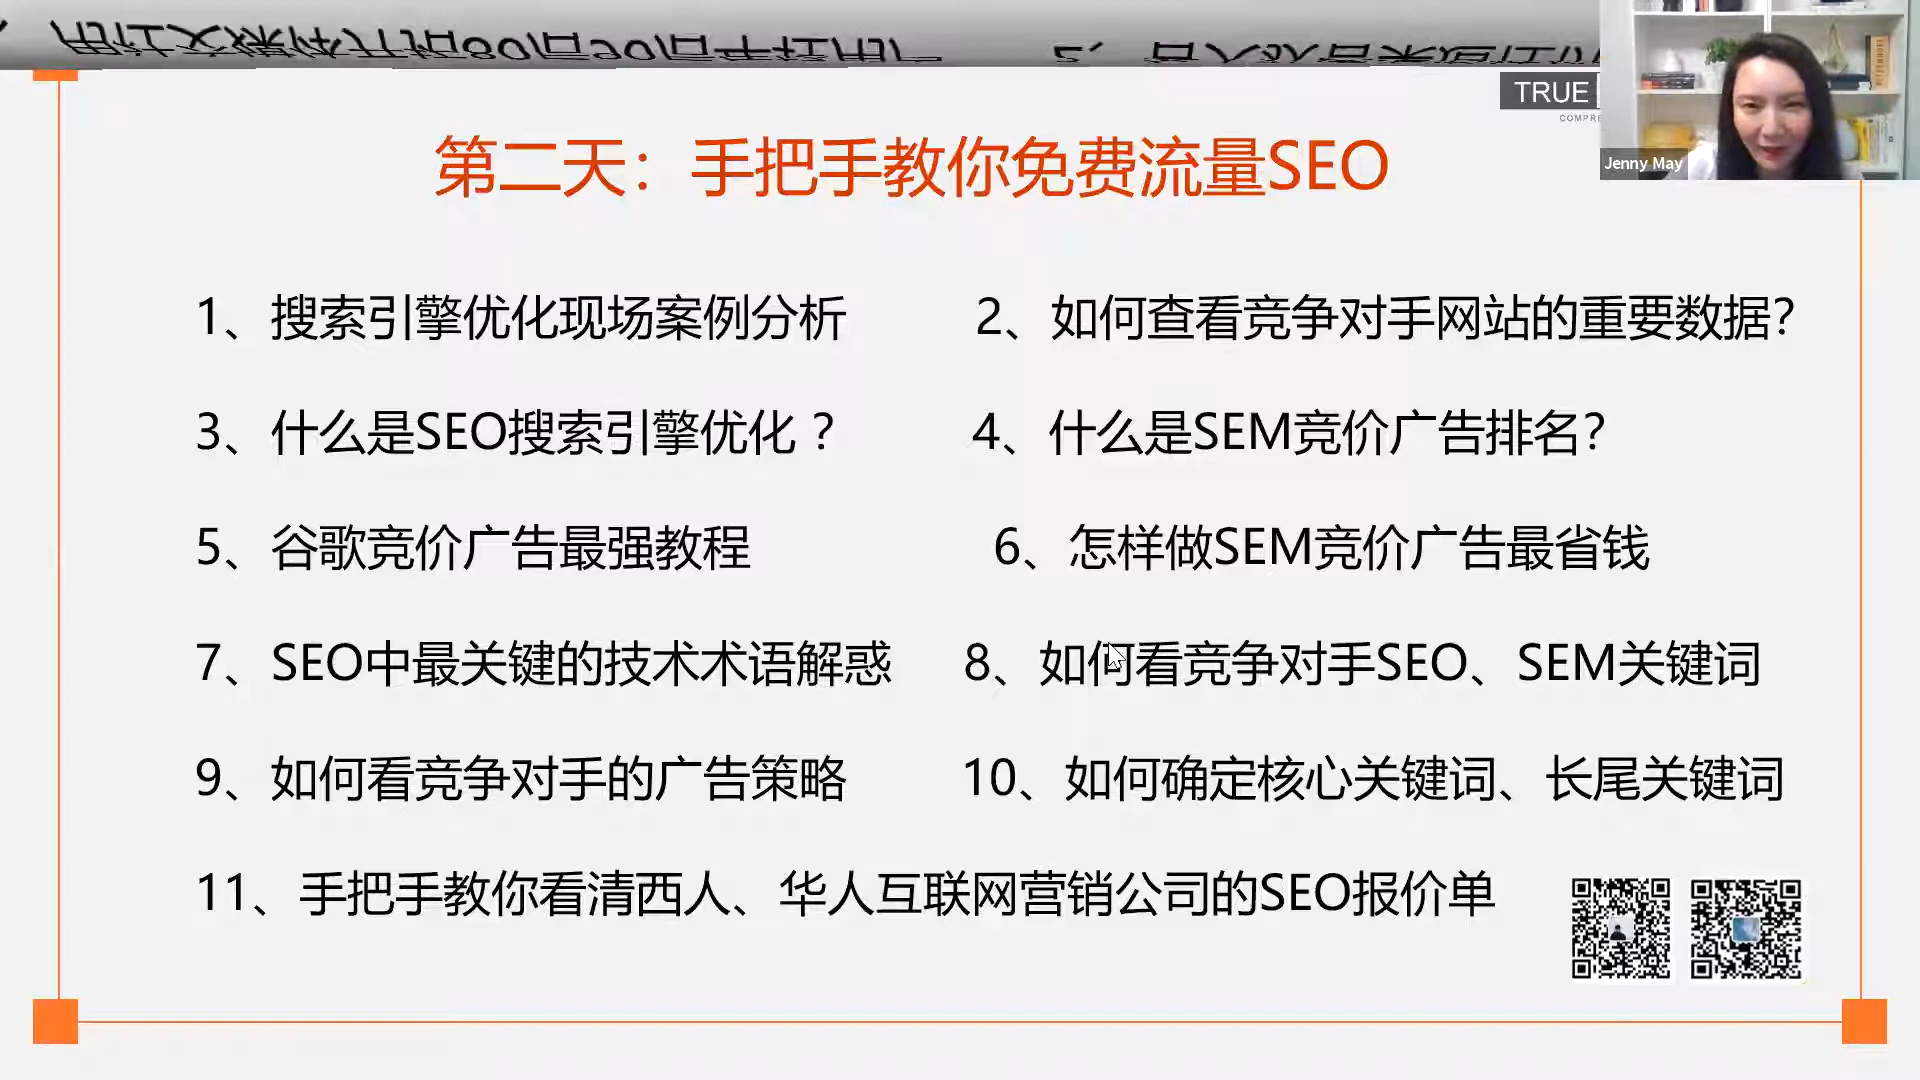 TRUE
COMPRE
Jenny May
第二天：手把手教你免费流量SEO
1、搜索引擎优化现场案例分析
2、如何查看竞争对手网站的重要数据?
3、什么是SEO搜索引擎优化 ？
4、什么是SEM竞价广告排名?
5、谷歌竞价广告最强教程
6、怎样做SEM竞价广告最省钱
7、SEO中最关键的技术术语解惑
8、如何看竞争对手SEO、SEM关键词
9、如何看竞争对手的广告策略
10、如何确定核心关键词、长尾关键词
11、手把手教你看清西人、华人互联网营销公司的SEO报价单